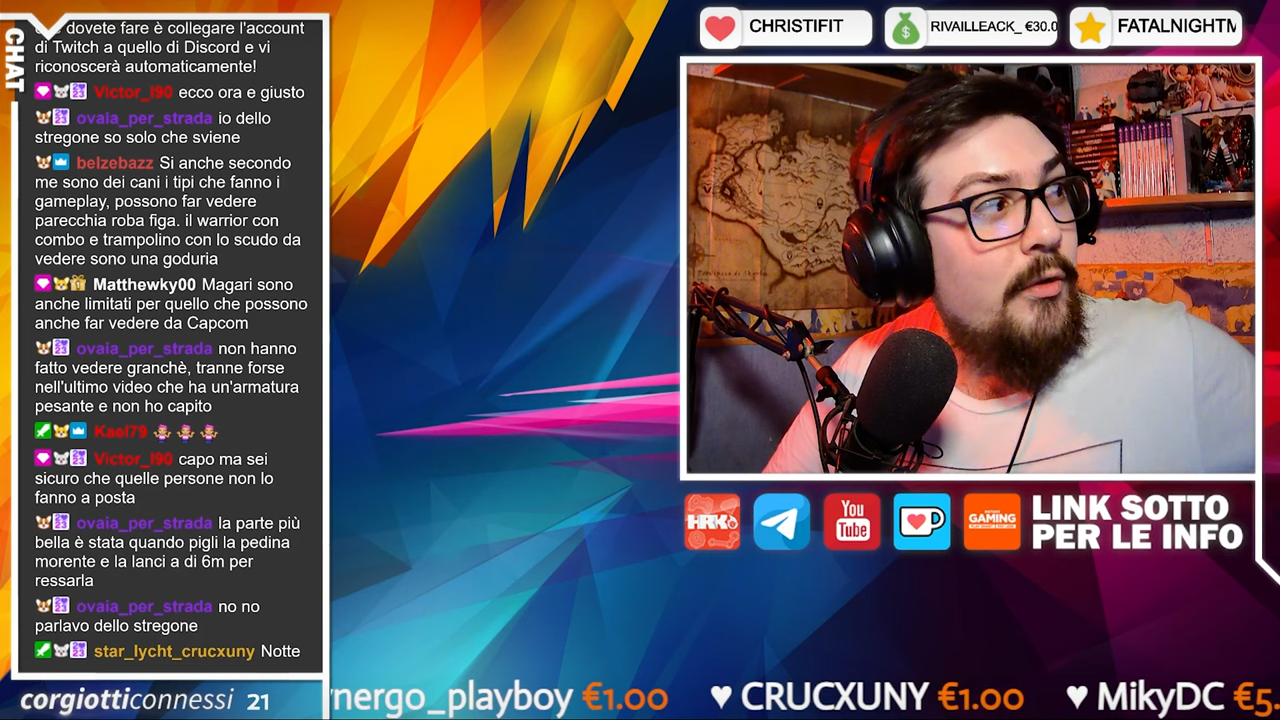 CHAT
dovete fare è collegare l'account
di Twitch a quello di Discord e vi
riconoscerà automaticamente!
Victor_l90 ecco ora e giusto
ovaia_per_strada io dello
stregone so solo che sviene
belzebazz Si anche secondo
me sono dei cani i tipi che fanno i
gameplay, possono far vedere
parecchia roba figa. il warrior con
combo e trampolino con lo scudo da
vedere sono una goduria
Matthewky00 Magari sono
anche limitati per quello che possono
anche far vedere da Capcom
ovaia_per_strada non hanno
fatto vedere granchè, tranne forse
nell'ultimo video che ha un'armatura
pesante e non ho capito
Kaol79
Victor_l90 capo ma sei
sicuro che quelle persone non lo
fanno a posta
ovaia_per_strada la parte più
bella è stata quando pigli la pedina
morente e la lanci a di 6m per
ressarla
ovaia_per_strada no no
parlavo dello stregone
star_lycht_crucxuny Notte
corgiotticonnessi 21
CHRISTIFIT
RIVAILLEACK_ €30.0
FATALNIGHTM
HRK
You
Tube
GAMING
LINK SOTTO
PER LE INFO
nergo_playboy €1.00 ♥ CRUCXUNY €1.00 ♥ MikyDC €5.